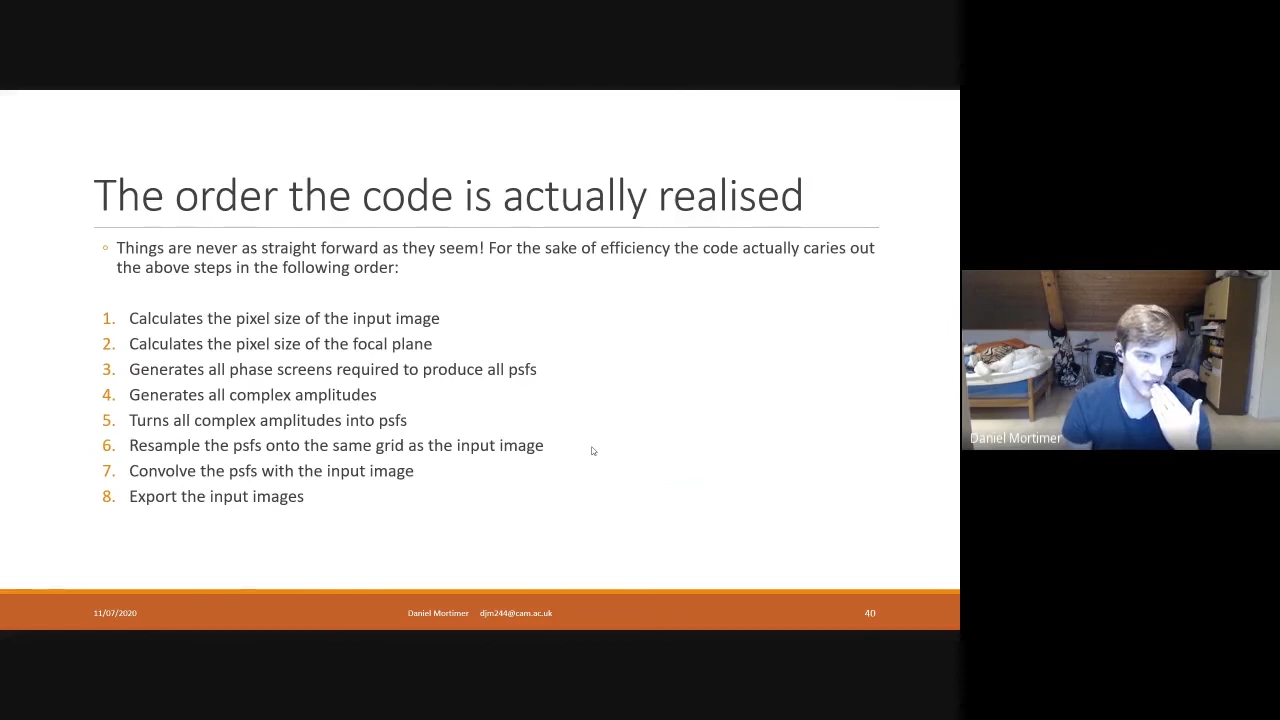 The order the code is actually realised
Things are never as straight forward as they seem! For the sake of efficiency the code actually caries out
the above steps in the following order:
1. Calculates the pixel size of the input image
2. Calculates the pixel size of the focal plane
3. Generates all phase screens required to produce all psfs
4. Generates all complex amplitudes
5. Turns all complex amplitudes into psfs
6. Resample the psfs onto the same grid as the input image
7. Convolve the psfs with the input image
8. Export the input images
11/07/2020
Daniel Mortimer djm244@cam.ac.uk
40
Daniel Mortimer